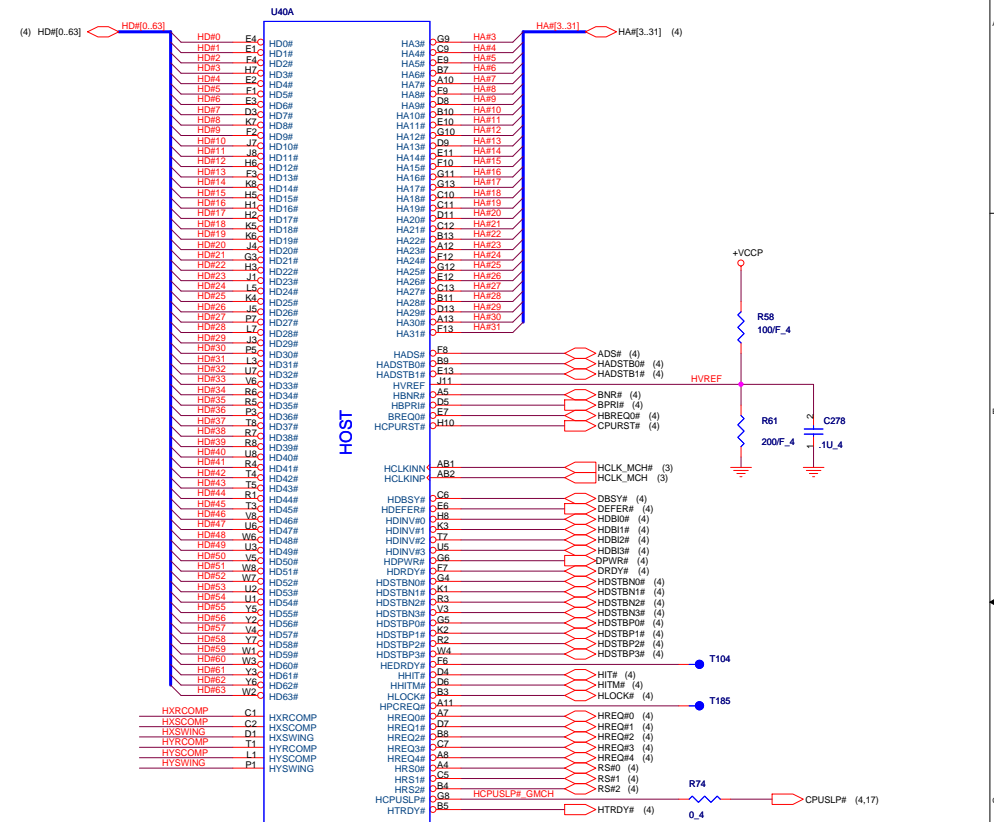 U40A
(4) HD#[0..63] HD#[0..63] HA#[3..31] HA#[3..31] (4)
HD#0 E4 HD0# HA3# G9 HA#3
HD#1 E1 HD1# HA4# C9 HA#4
HD#2 F4 HD2# HA5# E9 HA#5
HD#3 H7 HD3# HA6# B7 HA#6
HD#4 E2 HD4# HA7# A10 HA#7
HD#5 F1 HD5# HA8# F9 HA#8
HD#6 E3 HD6# HA9# D8 HA#9
HD#7 D3 HD7# HA10# B10 HA#10
HD#8 K7 HD8# HA11# E10 HA#11
HD#9 F2 HD9# HA12# G10 HA#12
HD#10 J7 HD10# HA13# D9 HA#13
HD#11 J8 HD11# HA14# E11 HA#14
HD#12 H6 HD12# HA15# F10 HA#15
HD#13 F3 HD13# HA16# G11 HA#16
HD#14 K8 HD14# HA17# G13 HA#17
HD#15 H5 HD15# HA18# C10 HA#18
HD#16 H1 HD16# HA19# C11 HA#19
HD#17 H2 HD17# HA20# D11 HA#20
HD#18 K5 HD18# HA21# C12 HA#21
HD#19 K6 HD19# HA22# B13 HA#22
HD#20 J4 HD20# HA23# A12 HA#23
HD#21 G3 HD21# HA24# F12 HA#24
HD#22 H3 HD22# HA25# G12 HA#25
HD#23 J1 HD23# HA26# E12 HA#26
HD#24 L5 HD24# HA27# C13 HA#27
HD#25 K4 HD25# HA28# B11 HA#28
HD#26 J5 HD26# HA29# D13 HA#29
HD#27 P7 HD27# HA30# A13 HA#30
HD#28 L7 HD28# HA31# F13 HA#31
HD#29 J3 HD29#
HD#30 P5 HD30# HADS# F8 ADS# (4)
HD#31 L3 HD31# HADSTB0# B9 HADSTB0# (4)
HD#32 U7 HD32# HADSTB1# E13 HADSTB1# (4)
HD#33 V6 HD33# HVREF J11 HVREF
HD#34 R6 HD34# HBNR# A5 BNR# (4)
HD#35 R5 HD35# HBPRI# D5 BPRI# (4)
HD#36 P3 HD36# BREQ0# E7 HBREQ0# (4)
HD#37 T8 HD37# HCPURST# H10 CPURST# (4)
HD#38 R7 HD38#
HD#39 R8 HD39#
HD#40 U8 HD40#
HD#41 R4 HD41# HCLKINN AB1 HCLK_MCH# (3)
HD#42 T4 HD42# HCLKINP AB2 HCLK_MCH (3)
HD#43 T5 HD43#
HD#44 R1 HD44# HDBSY# C6 DBSY# (4)
HD#45 T3 HD45# HDEFER# E6 DEFER# (4)
HD#46 V8 HD46# HDINV#0 H8 HDBI0# (4)
HD#47 U6 HD47# HDINV#1 K3 HDBI1# (4)
HD#48 W6 HD48# HDINV#2 T7 HDBI2# (4)
HD#49 U3 HD49# HDINV#3 U5 HDBI3# (4)
HD#50 V5 HD50# HDPWR# G6 DPWR# (4)
HD#51 W8 HD51# HDRDY# F7 DRDY# (4)
HD#52 W7 HD52# HDSTBN0# G4 HDSTBN0# (4)
HD#53 U2 HD53# HDSTBN1# K1 HDSTBN1# (4)
HD#54 U1 HD54# HDSTBN2# R3 HDSTBN2# (4)
HD#55 Y5 HD55# HDSTBN3# V3 HDSTBN3# (4)
HD#56 Y2 HD56# HDSTBP0# G5 HDSTBP0# (4)
HD#57 V4 HD57# HDSTBP1# K2 HDSTBP1# (4)
HD#58 Y7 HD58# HDSTBP2# R2 HDSTBP2# (4)
HD#59 W1 HD59# HDSTBP3# W4 HDSTBP3# (4)
HD#60 W3 HD60# HEDRDY# F6 T104
HD#61 Y3 HD61# HHIT# D4 HIT# (4)
HD#62 Y6 HD62# HHITM# D6 HITM# (4)
HD#63 W2 HD63# HLOCK# B3 HLOCK# (4)
HPCREQ# A11 T185
HXRCOMP C1 HXRCOMP HREQ0# A7 HREQ#0 (4)
HXSCOMP C2 HXSCOMP HREQ1# D7 HREQ#1 (4)
HXSWING D1 HXSWING HREQ2# B8 HREQ#2 (4)
HYRCOMP T1 HYRCOMP HREQ3# C7 HREQ#3 (4)
HYSCOMP L1 HYSCOMP HREQ4# A8 HREQ#4 (4)
HYSWING P1 HYSWING HRS0# A4 RS#0 (4)
HRS1# C5 RS#1 (4)
HRS2# B4 RS#2 (4)
HCPUSLP# G8 HCPUSLP#_GMCH R74 0_4 CPUSLP# (4,17)
HTRDY# B5 HTRDY# (4)
HOST
+VCCP
R58
100/F_4
HVREF
R61
200/F_4
2 C278
1 .1U_4